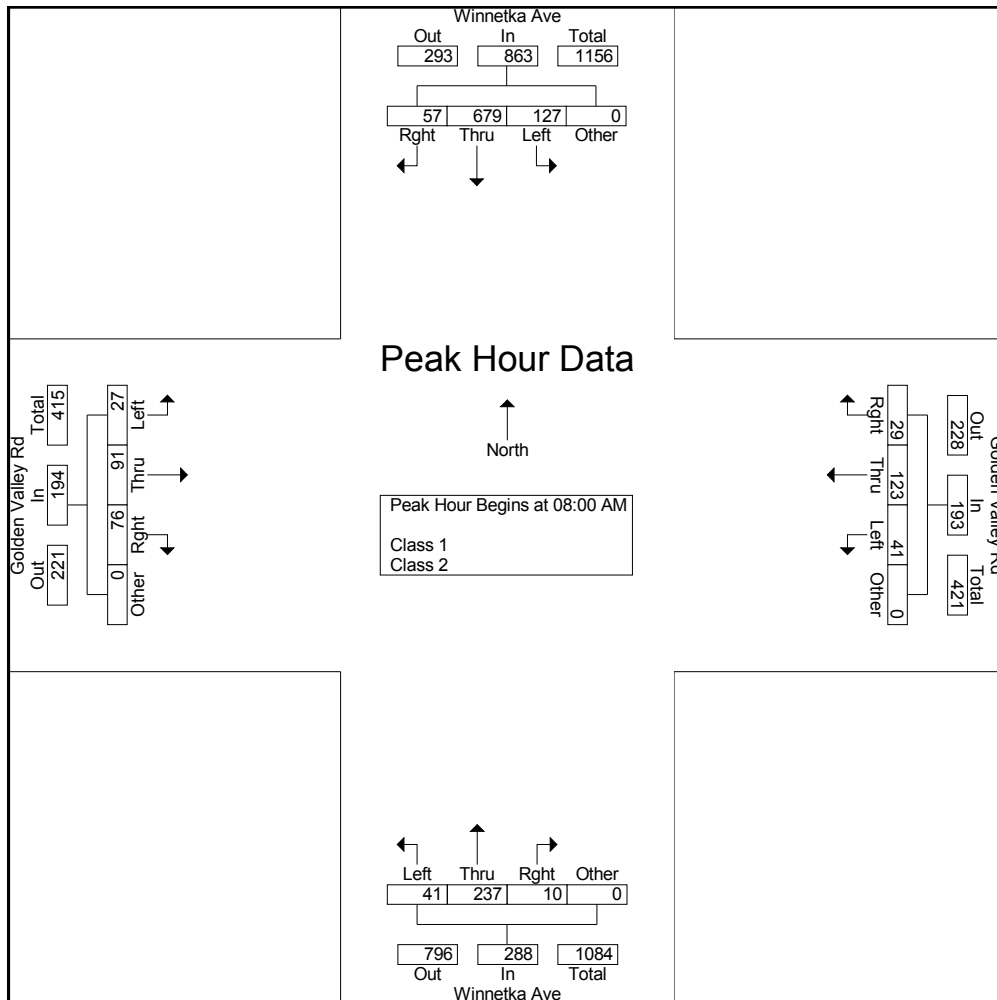 Winnetka Ave
Out In Total
293 863 1156
57 679 127 0
Rght Thru Left Other
Peak Hour Data
North
Peak Hour Begins at 08:00 AM
Class 1
Class 2
Golden Valley Rd
Out In Total
221 194 415
Left Thru Rght Other
27 91 76 0
Golden Valley Rd
Out In Total
228 193 421
Rght Thru Left Other
29 123 41 0
Left Thru Rght Other
41 237 10 0
796 288 1084
Out In Total
Winnetka Ave